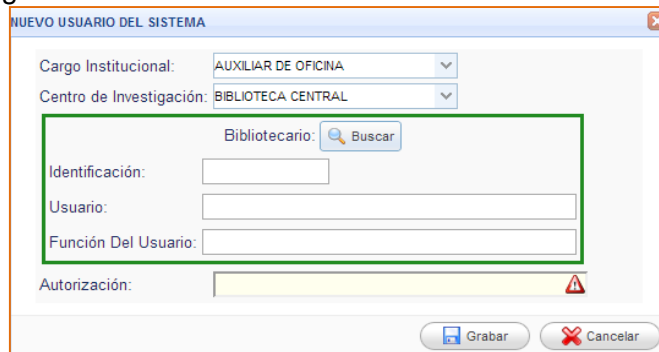 NUEVO USUARIO DEL SISTEMA
Cargo Institucional: AUXILIAR DE OFICINA
Centro de Investigación: BIBLIOTECA CENTRAL
Bibliotecario: Buscar
Identificación:
Usuario:
Función Del Usuario:
Autorización:
Grabar Cancelar